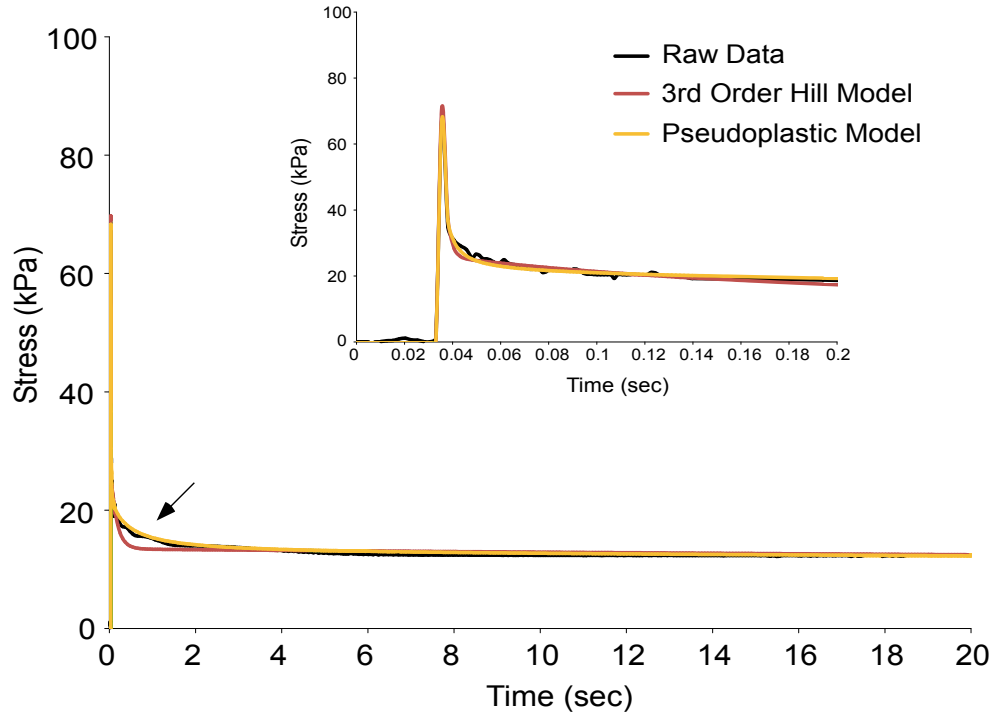 100
80
60
40
20
0
Stress (kPa)
0 2 4 6 8 10 12 14 16 18 20
Time (sec)
100
80
60
40
20
0
Stress (kPa)
0 0.02 0.04 0.06 0.08 0.1 0.12 0.14 0.16 0.18 0.2
Time (sec)
Raw Data
3rd Order Hill Model
Pseudoplastic Model